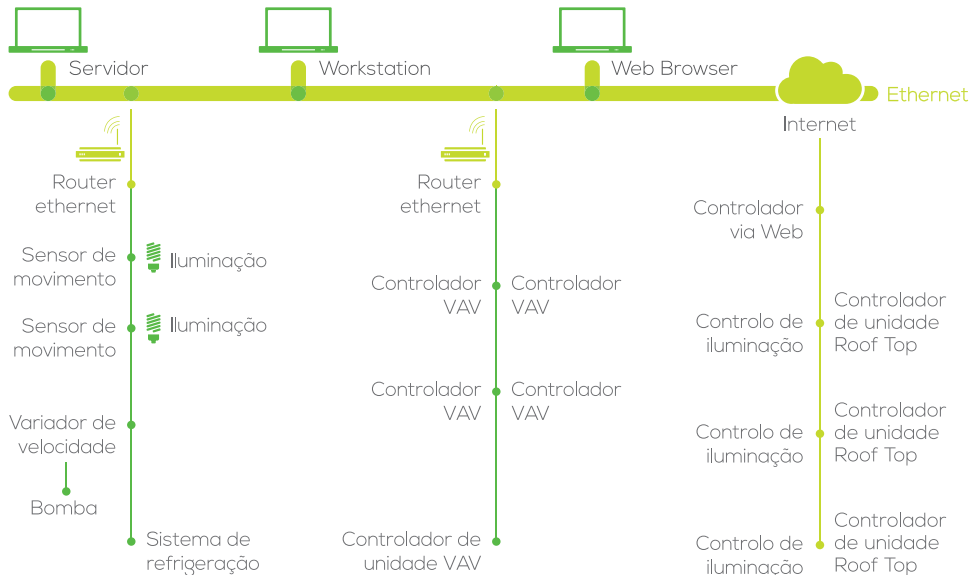 Servidor
Workstation
Web Browser
Ethernet
Internet
Router
ethernet
Sensor de
movimento
Iluminação
Sensor de
movimento
Iluminação
Variador de
velocidade
Bomba
Sistema de
refrigeração
Router
ethernet
Controlador
VAV
Controlador
VAV
Controlador
VAV
Controlador
VAV
Controlador de
unidade VAV
Controlador
via Web
Controlo de
iluminação
Controlador
de unidade
Roof Top
Controlo de
iluminação
Controlador
de unidade
Roof Top
Controlo de
iluminação
Controlador
de unidade
Roof Top